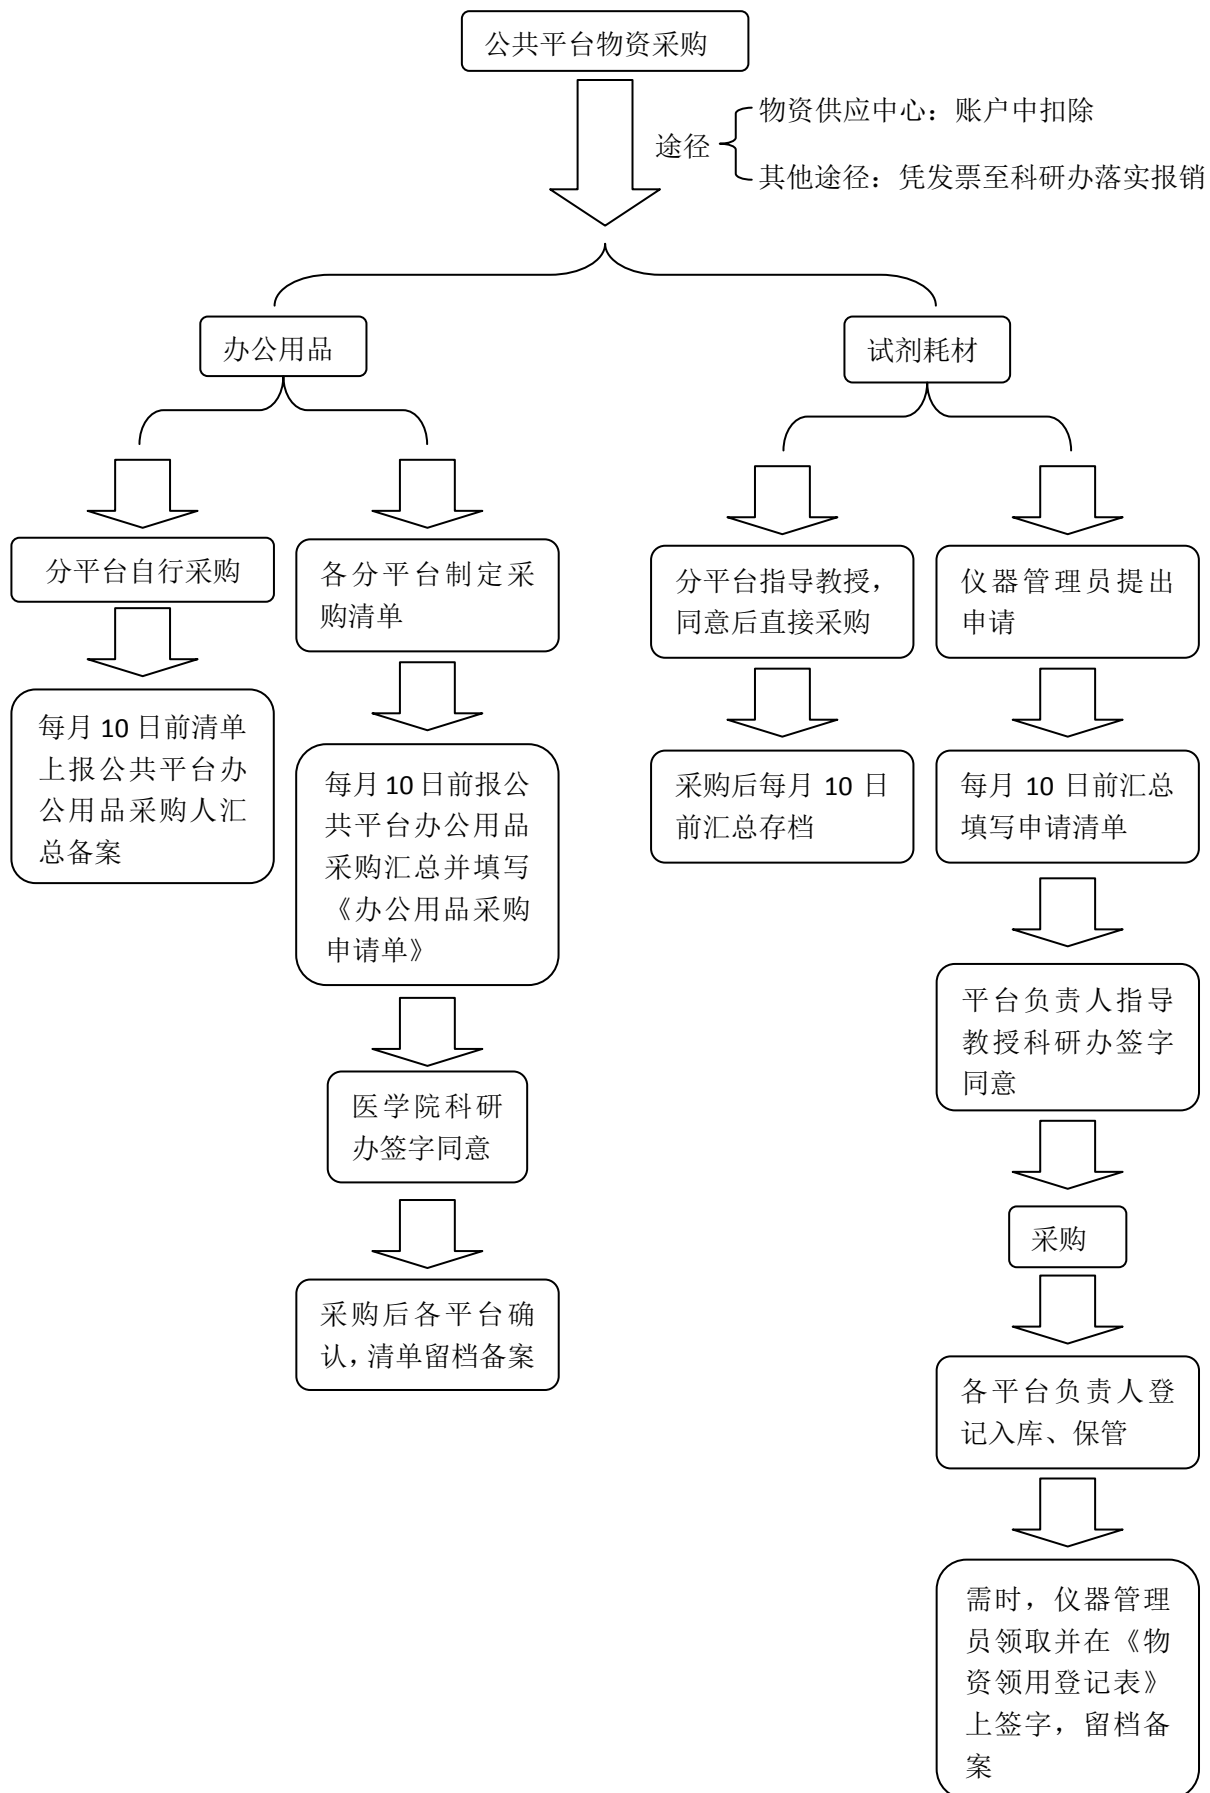 公共平台物资采购
途径
物资供应中心：账户中扣除
其他途径：凭发票至科研办落实报销
办公用品
试剂耗材
分平台自行采购
每月 10 日前清单
上报公共平台办
公用品采购人汇
总备案
各分平台制定采
购清单
每月 10 日前报公
共平台办公用品
采购汇总并填写
《办公用品采购
申请单》
医学院科研
办签字同意
采购后各平台确
认，清单留档备案
分平台指导教授，
同意后直接采购
采购后每月 10 日
前汇总存档
仪器管理员提出
申请
每月 10 日前汇总
填写申请清单
平台负责人指导
教授科研办签字
同意
采购
各平台负责人登
记入库、保管
需时，仪器管理
员领取并在《物
资领用登记表》
上签字，留档备
案